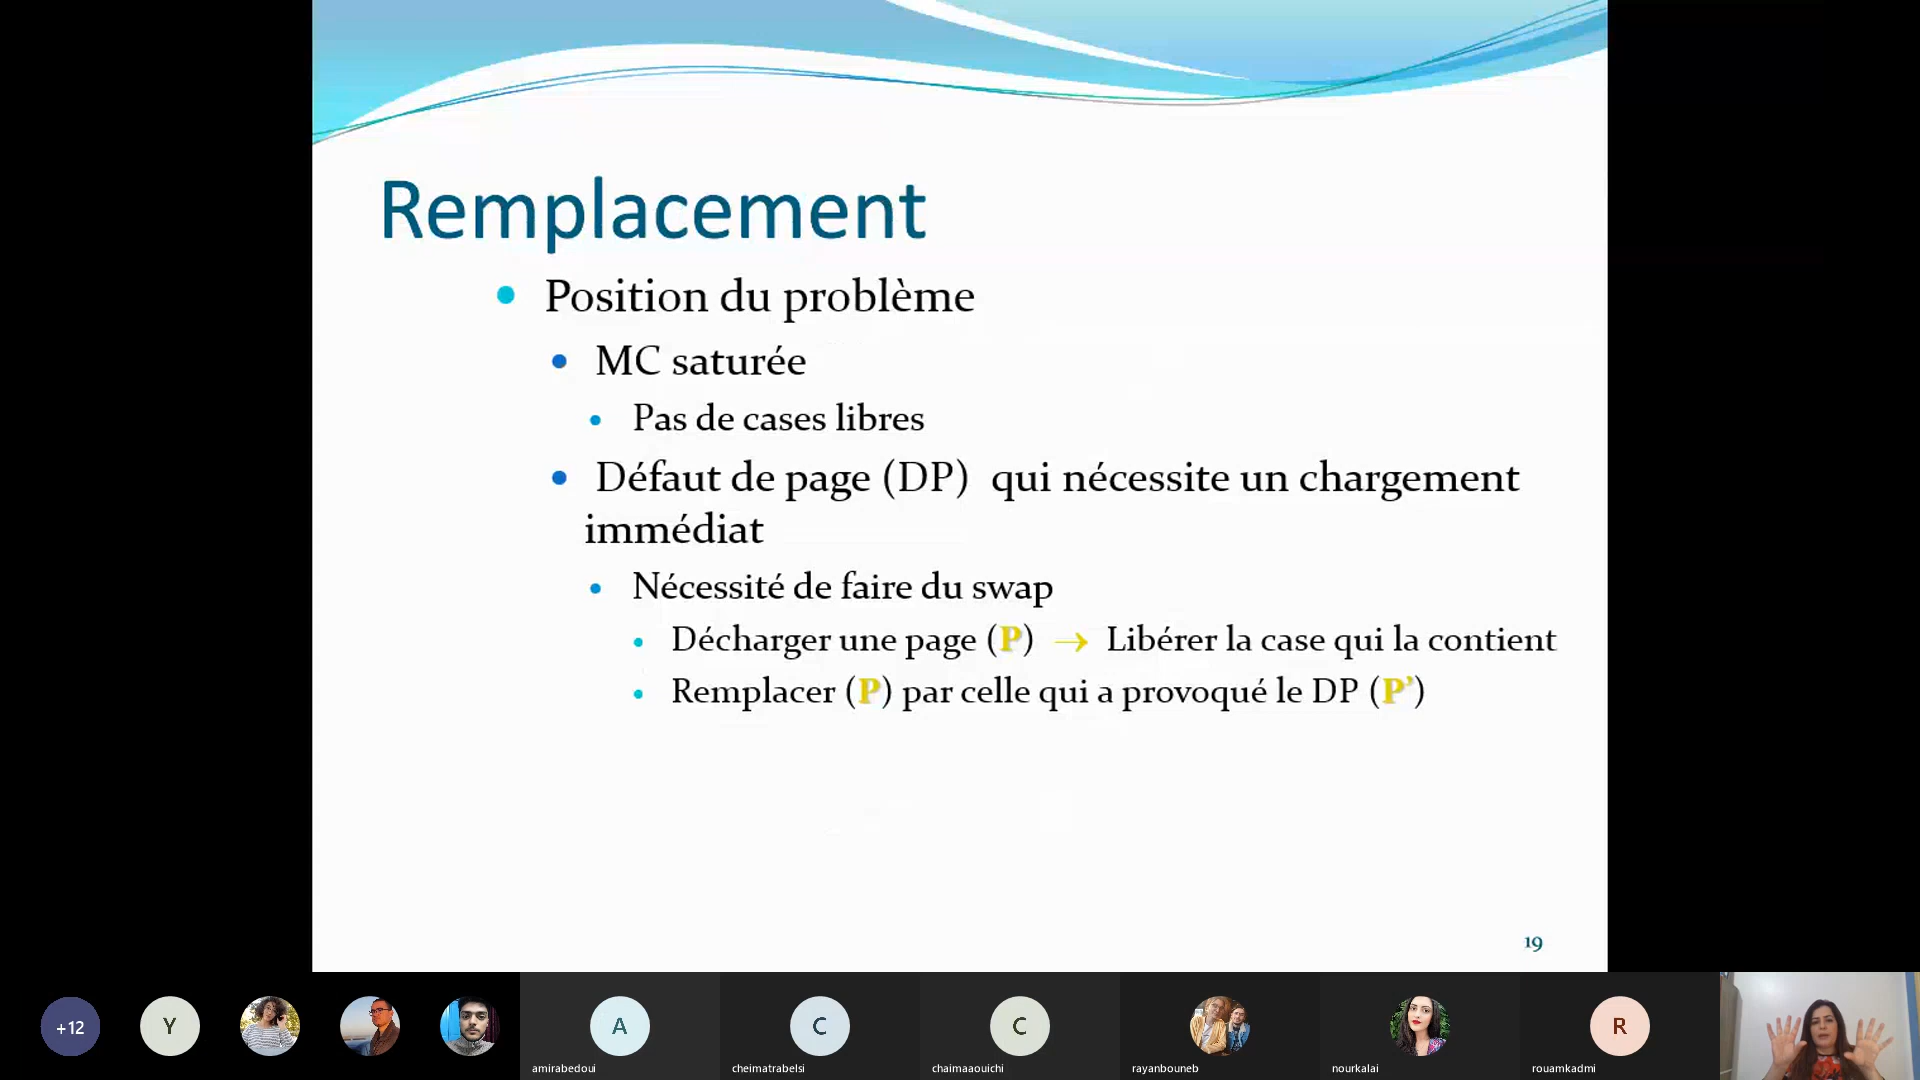 Remplacement
Position du problème
MC saturée
Pas de cases libres
Défaut de page (DP) qui nécessite un chargement
immédiat
Nécessité de faire du swap
Décharger une page (P) → Libérer la case qui la contient
Remplacer (P) par celle qui a provoqué le DP (P’)
19
+12
Y
A
C
C
R
amirabedoui
cheimatrabelsi
chaimaaouichi
rayanbouneb
nourkalai
rouamkadmi